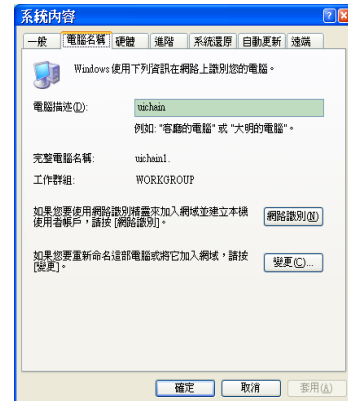 系統內容
一般 電腦名稱 硬體 進階 系統還原 自動更新 遠端
Windows 使用下列資訊在網路上識別您的電腦。
電腦描述(D): uichain
例如: "客廳的電腦" 或 "大明的電腦"。
完整電腦名稱: uichain1.
工作群組: WORKGROUP
如果您要使用網路識別精靈來加入網域並建立本機
使用者帳戶，請按 [網路識別]。
網路識別(N)
如果您要重新命名這部電腦或將它加入網域，請按
[變更]。
變更(C)...
確定 取消 套用(A)